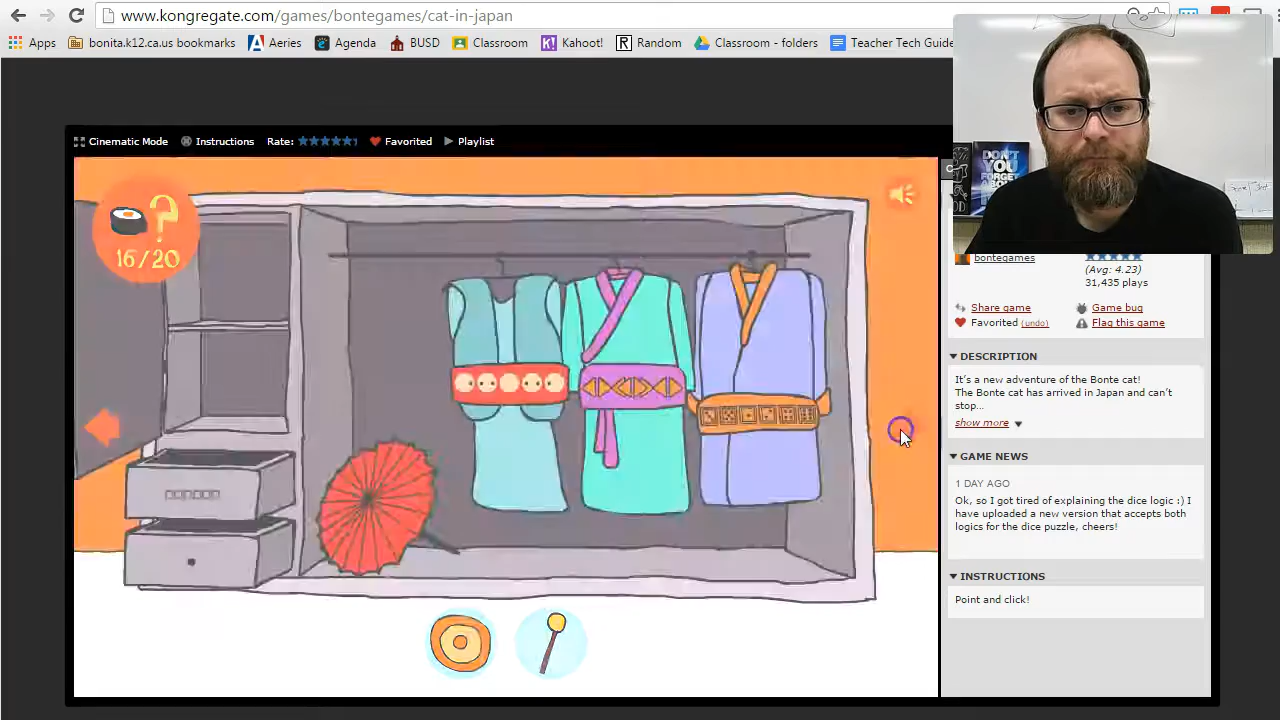 www.kongregate.com/games/bontegames/cat-in-japan
Apps bonita.k12.ca.us bookmarks Aeries Agenda BUSD Classroom Kahoot! Random Classroom - folders Teacher Tech Guide
Cinematic Mode Instructions Rate: Favorited Playlist
DON'T
YOU
FORGET
16/20
bontegames
(Avg: 4.23)
31,435 plays
Share game Game bug
Favorited (undo) Flag this game
DESCRIPTION
It's a new adventure of the Bonte cat!
The Bonte cat has arrived in Japan and can't
stop...
show more
GAME NEWS
1 DAY AGO
Ok, so I got tired of explaining the dice logic :) I
have uploaded a new version that accepts both
logics for the dice puzzle, cheers!
INSTRUCTIONS
Point and click!